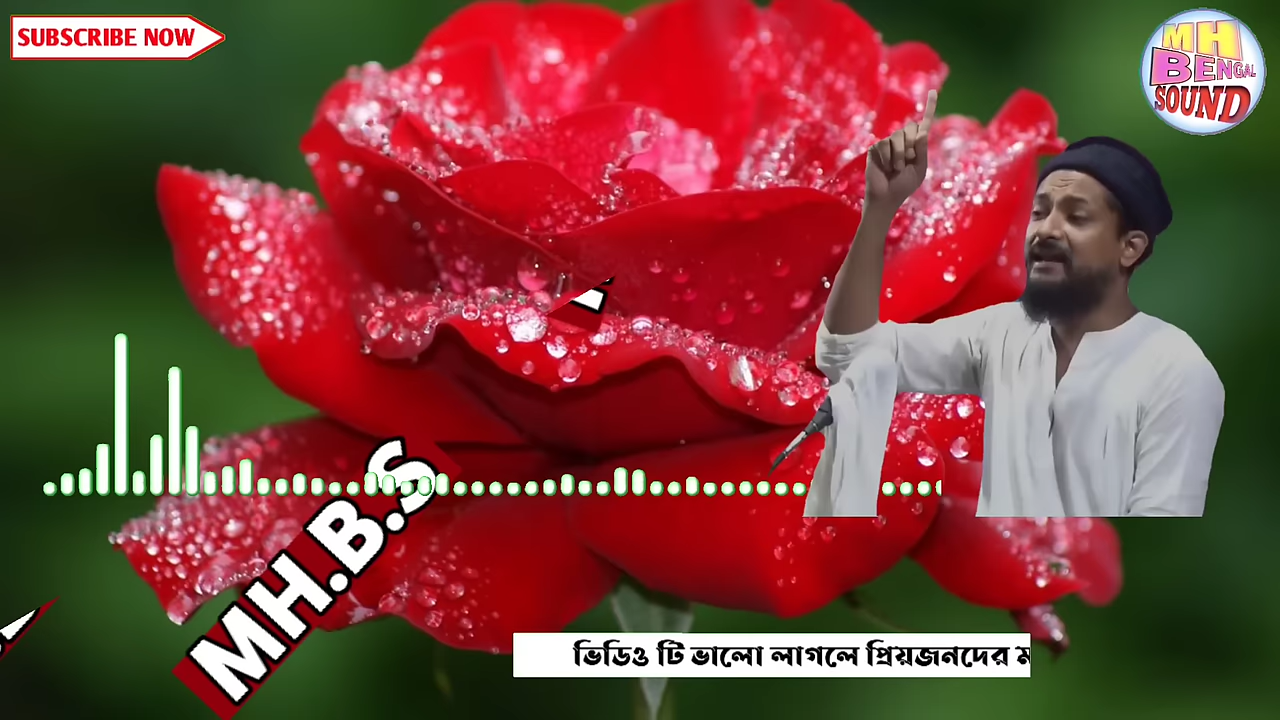 SUBSCRIBE NOW
MH
BENGAL
SOUND
MH.B.S
ভিডিও টি ভালো লাগলে প্রিয়জনদের